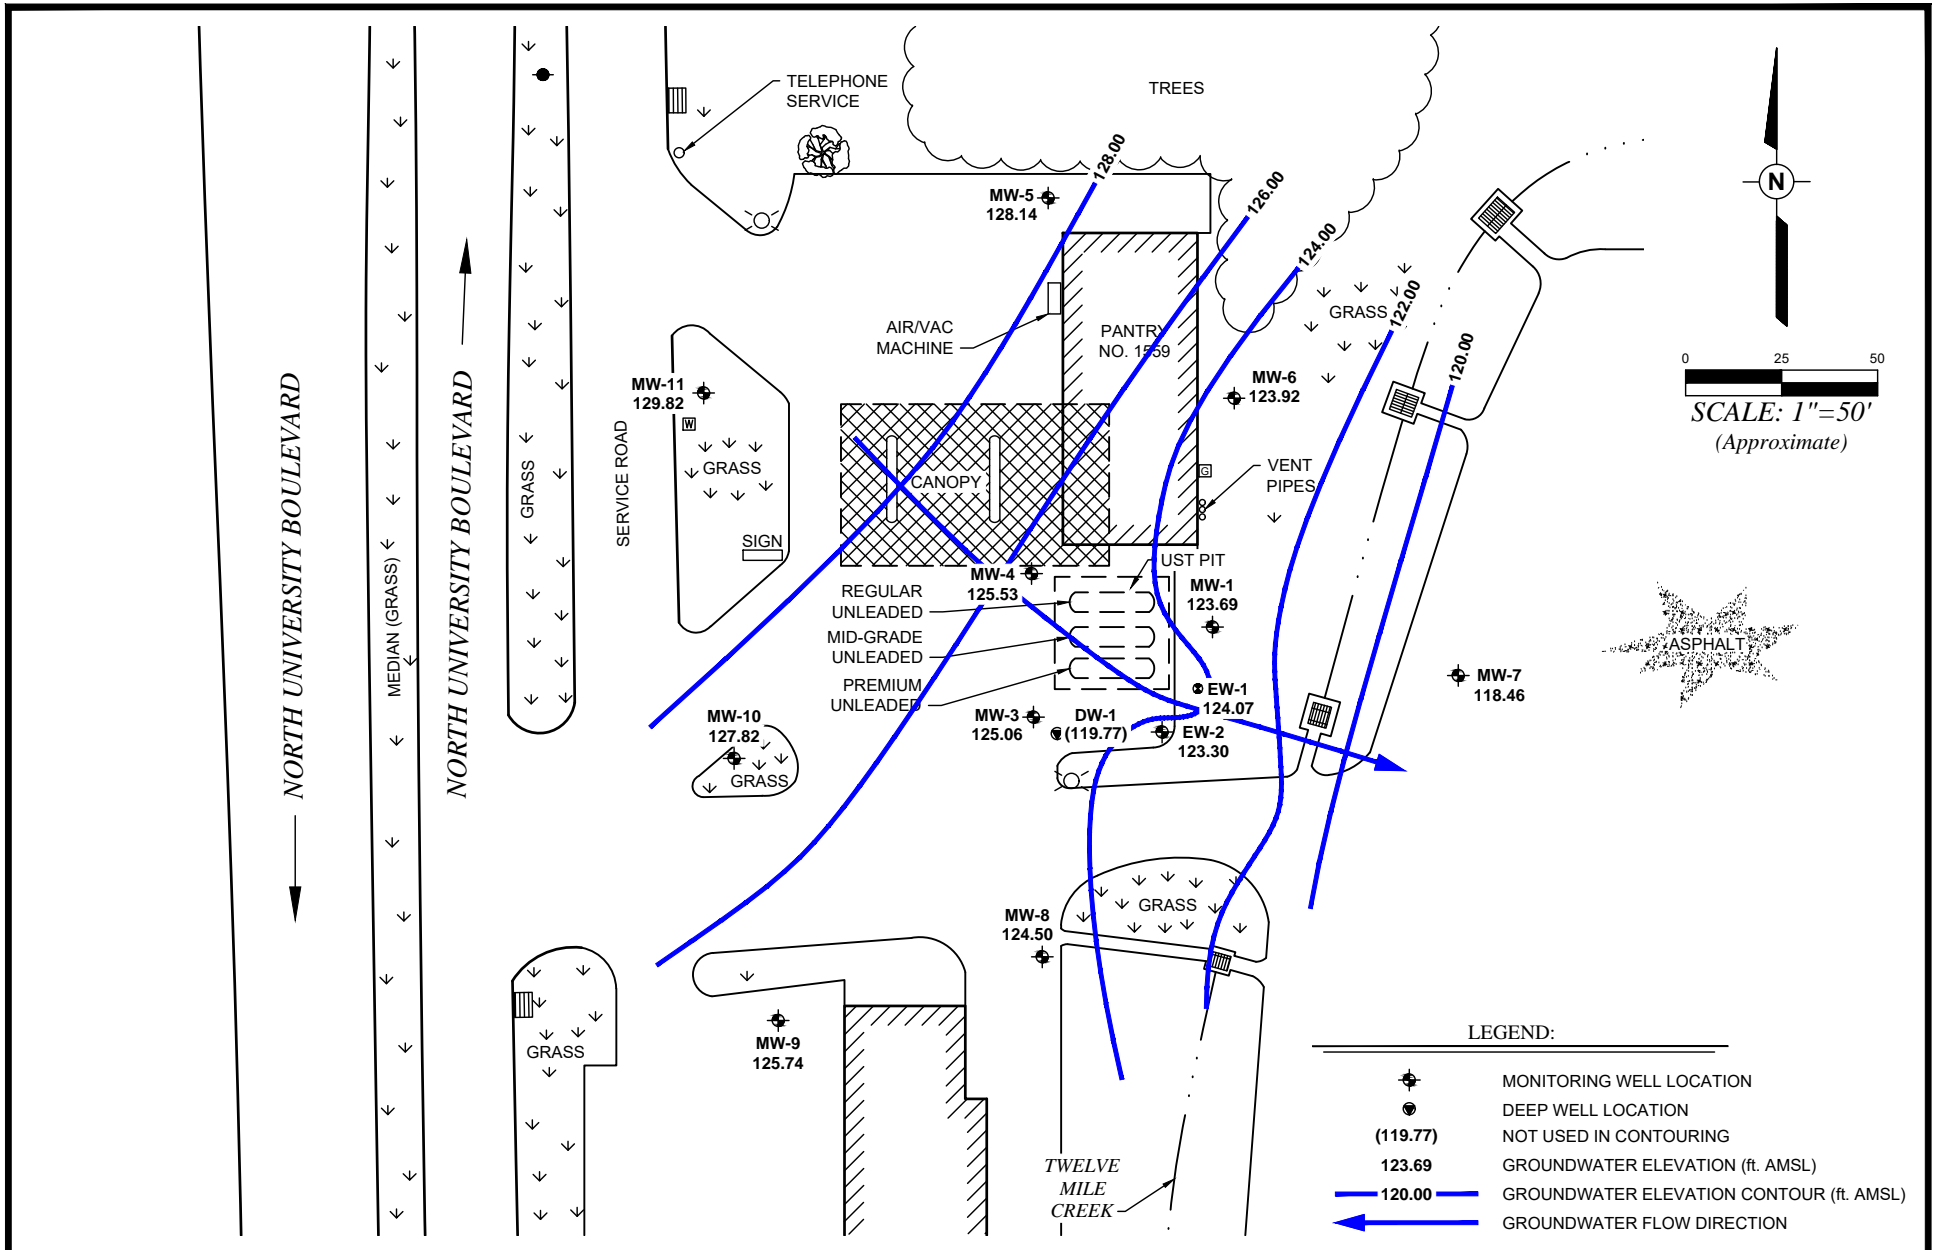 TELEPHONE
SERVICE
TREES
128.00
MW-5
128.14
126.00
124.00
N
GRASS
122.00
120.00
AIR/VAC
MACHINE
PANTRY
NO. 1559
0 25 50
SCALE: 1"=50'
(Approximate)
MW-11
129.82
W
GRASS
MW-6
123.92
NORTH UNIVERSITY BOULEVARD
MEDIAN (GRASS)
NORTH UNIVERSITY BOULEVARD
GRASS
SERVICE ROAD
CANOPY
G
VENT
PIPES
SIGN
UST PIT
MW-4
125.53
REGULAR
UNLEADED
MID-GRADE
UNLEADED
PREMIUM
UNLEADED
MW-1
123.69
ASPHALT
MW-7
118.46
EW-1
124.07
MW-10
127.82
GRASS
MW-3
125.06
DW-1
(119.77)
EW-2
123.30
GRASS
MW-8
124.50
MW-9
125.74
GRASS
TWELVE
MILE
CREEK
LEGEND:
MONITORING WELL LOCATION
DEEP WELL LOCATION
(119.77) NOT USED IN CONTOURING
123.69 GROUNDWATER ELEVATION (ft. AMSL)
120.00 GROUNDWATER ELEVATION CONTOUR (ft. AMSL)
GROUNDWATER FLOW DIRECTION